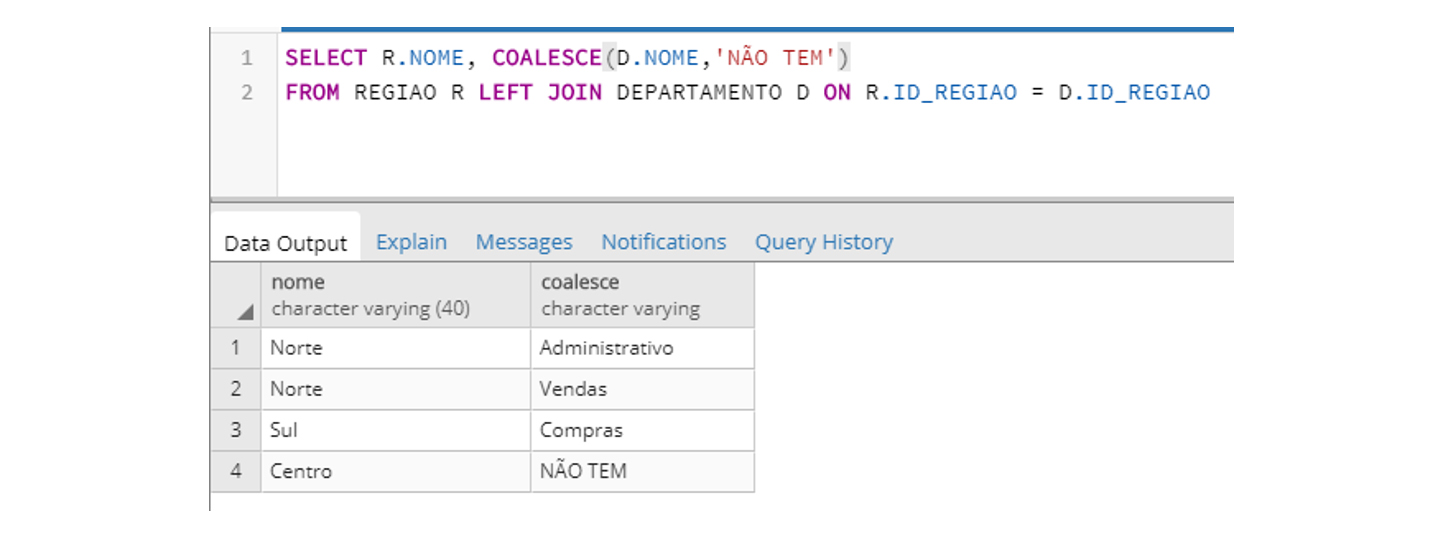 1 SELECT R.NOME, COALESCE(D.NOME,'NÃO TEM')
2 FROM REGIAO R LEFT JOIN DEPARTAMENTO D ON R.ID_REGIAO = D.ID_REGIAO
Data Output Explain Messages Notifications Query History
nome coalesce
character varying (40) character varying
1 Norte Administrativo
2 Norte Vendas
3 Sul Compras
4 Centro NÃO TEM